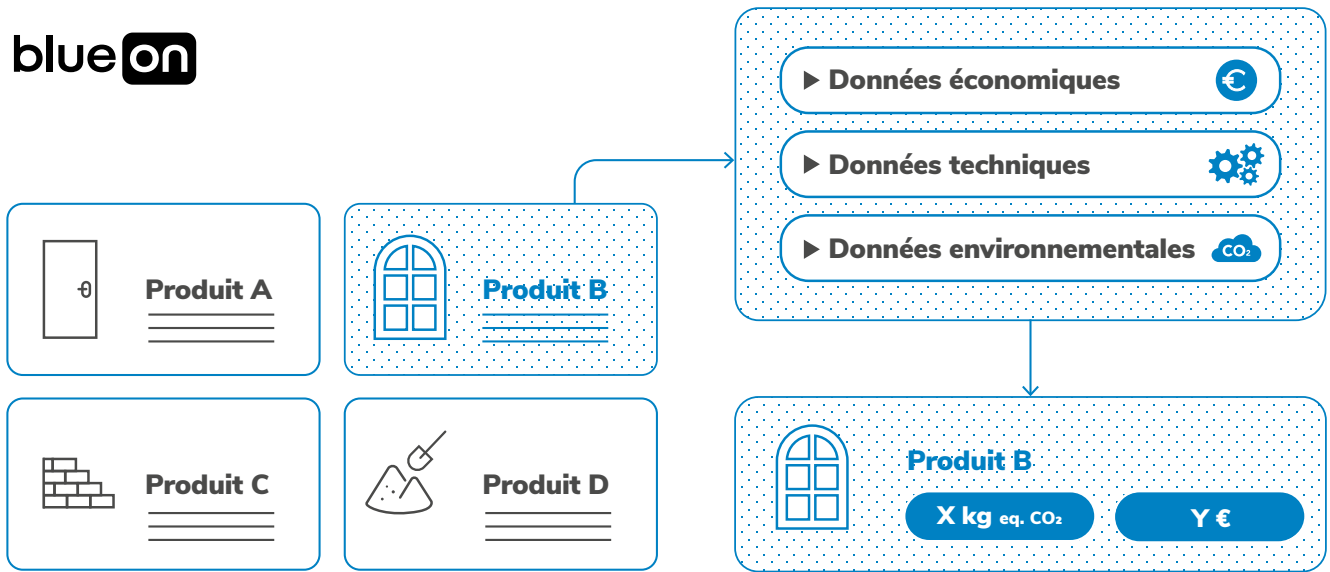 blueon
Produit A
Produit B
Produit C
Produit D
▶ Données économiques
€
▶ Données techniques
▶ Données environnementales
CO₂
Produit B
X kg eq. CO₂
Y €